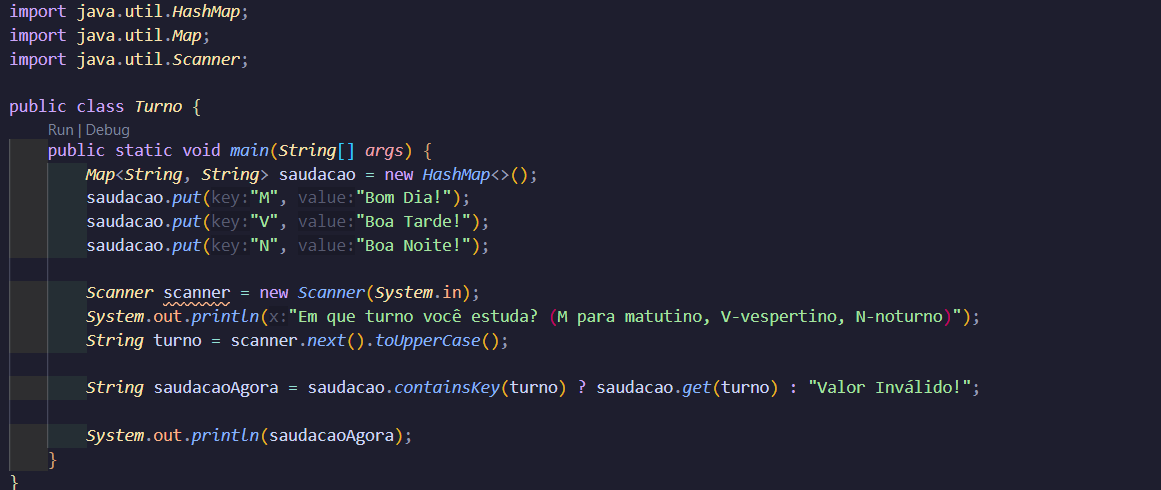 import java.util.HashMap;
import java.util.Map;
import java.util.Scanner;
public class Turno {
Run | Debug
public static void main(String[] args) {
Map<String, String> saudacao = new HashMap<>();
saudacao.put(key:"M", value:"Bom Dia!");
saudacao.put(key:"V", value:"Boa Tarde!");
saudacao.put(key:"N", value:"Boa Noite!");
Scanner scanner = new Scanner(System.in);
System.out.println(x:"Em que turno você estuda? (M para matutino, V-vespertino, N-noturno)");
String turno = scanner.next().toUpperCase();
String saudacaoAgora = saudacao.containsKey(turno) ? saudacao.get(turno) : "Valor Inválido!";
System.out.println(saudacaoAgora);
}
}